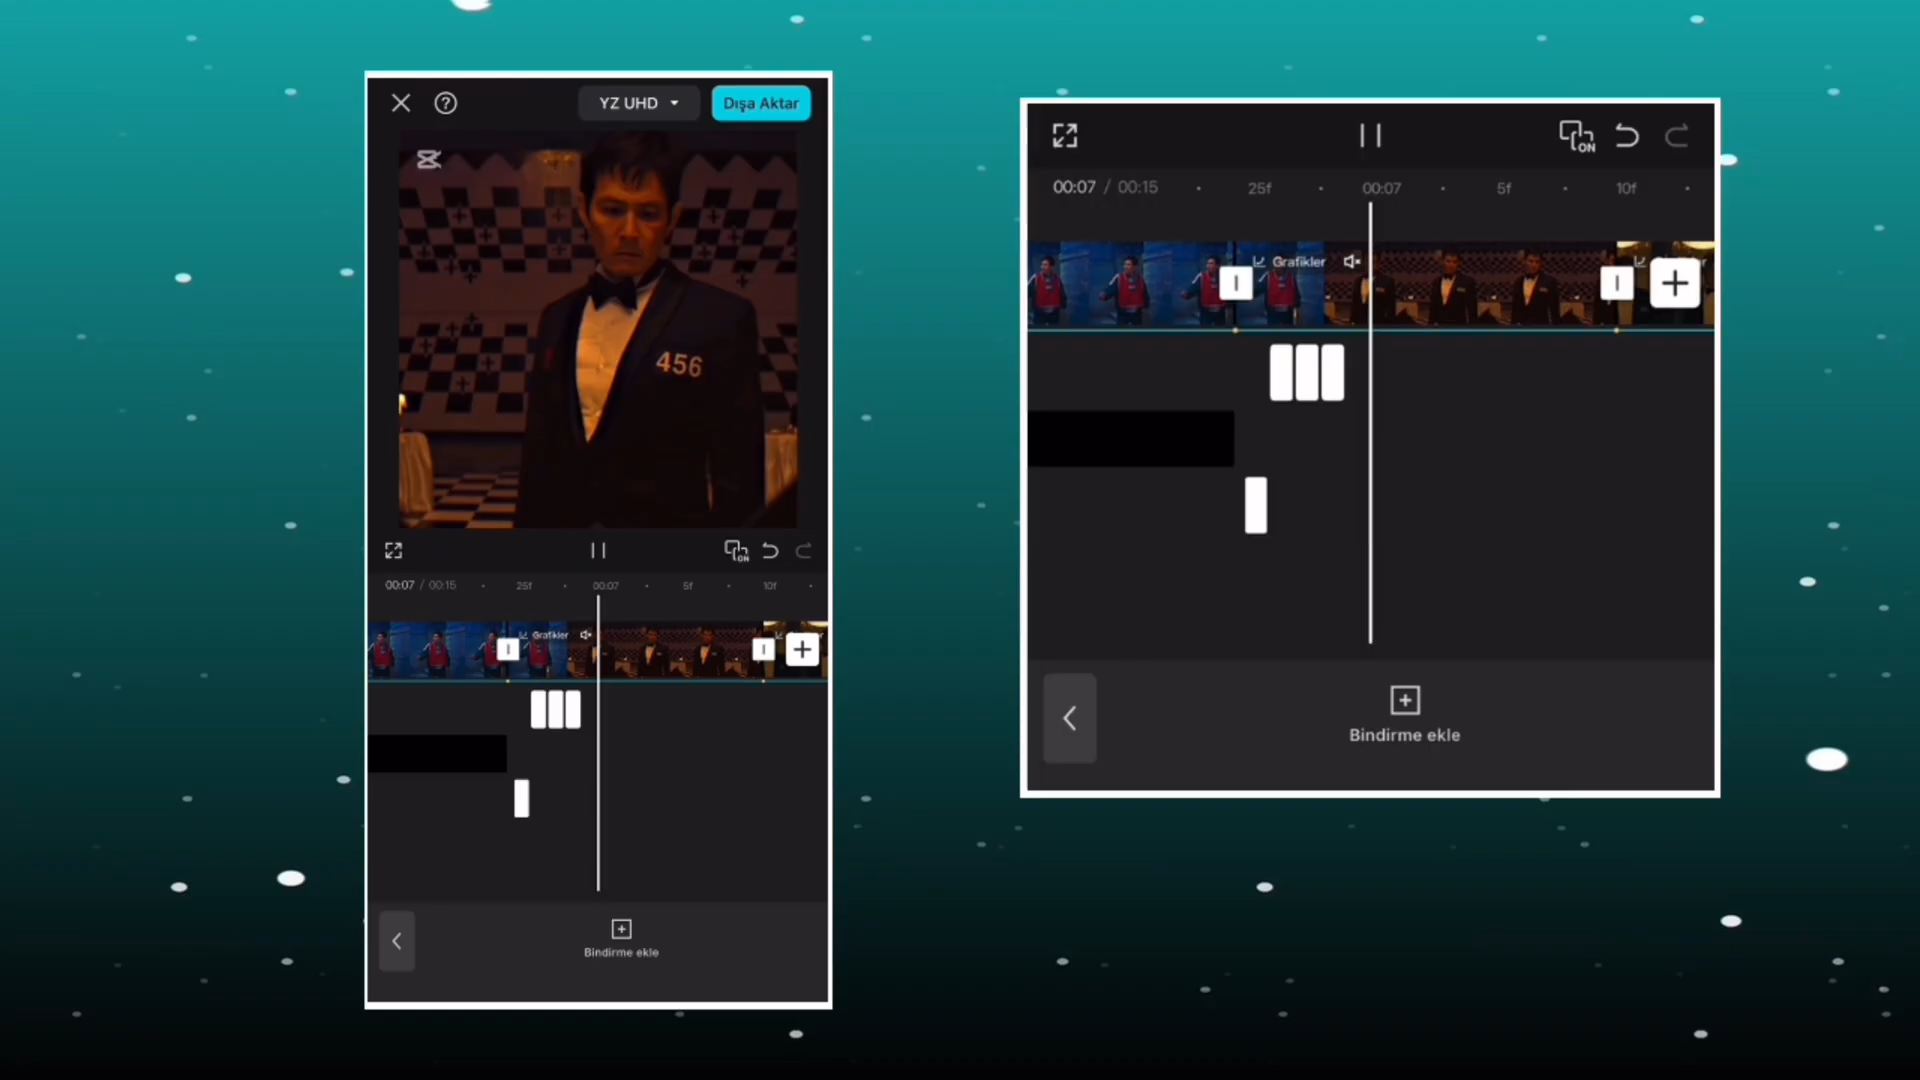 YZ UHD
Dışa Aktar
456
00:07 / 00:15
25f
00:07
5f
10f
Grafikler
Bindirme ekle
ON
00:07 / 00:15
25f
00:07
5f
10f
Grafikler
Bindirme ekle